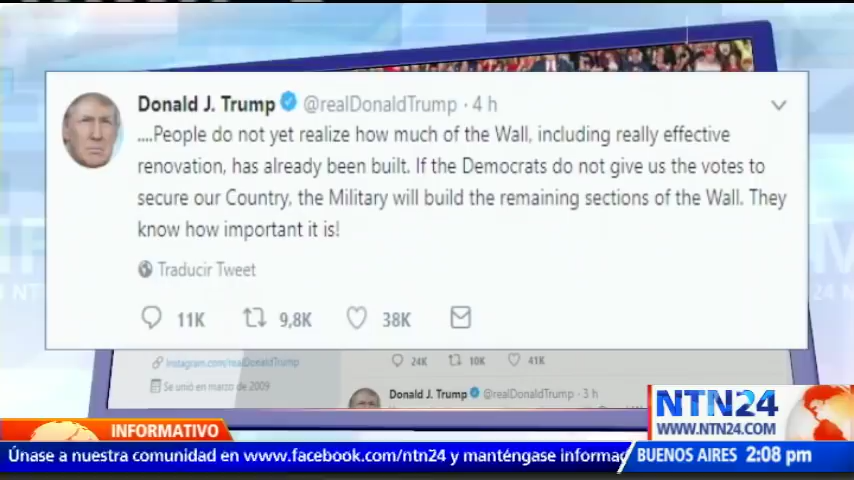 Donald J. Trump @realDonaldTrump · 4 h
....People do not yet realize how much of the Wall, including really effective
renovation, has already been built. If the Democrats do not give us the votes to
secure our Country, the Military will build the remaining sections of the Wall. They
know how important it is!
Traducir Tweet
11K 9,8K 38K
Instagram.com/realDonaldTrump
24K 10K 41K
Se unió en marzo de 2009
Donald J. Trump @realDonaldTrump · 3 h
NTN24
WWW.NTN24.COM
INFORMATIVO
Únase a nuestra comunidad en www.facebook.com/ntn24 y manténgase informad
BUENOS AIRES 2:08 pm